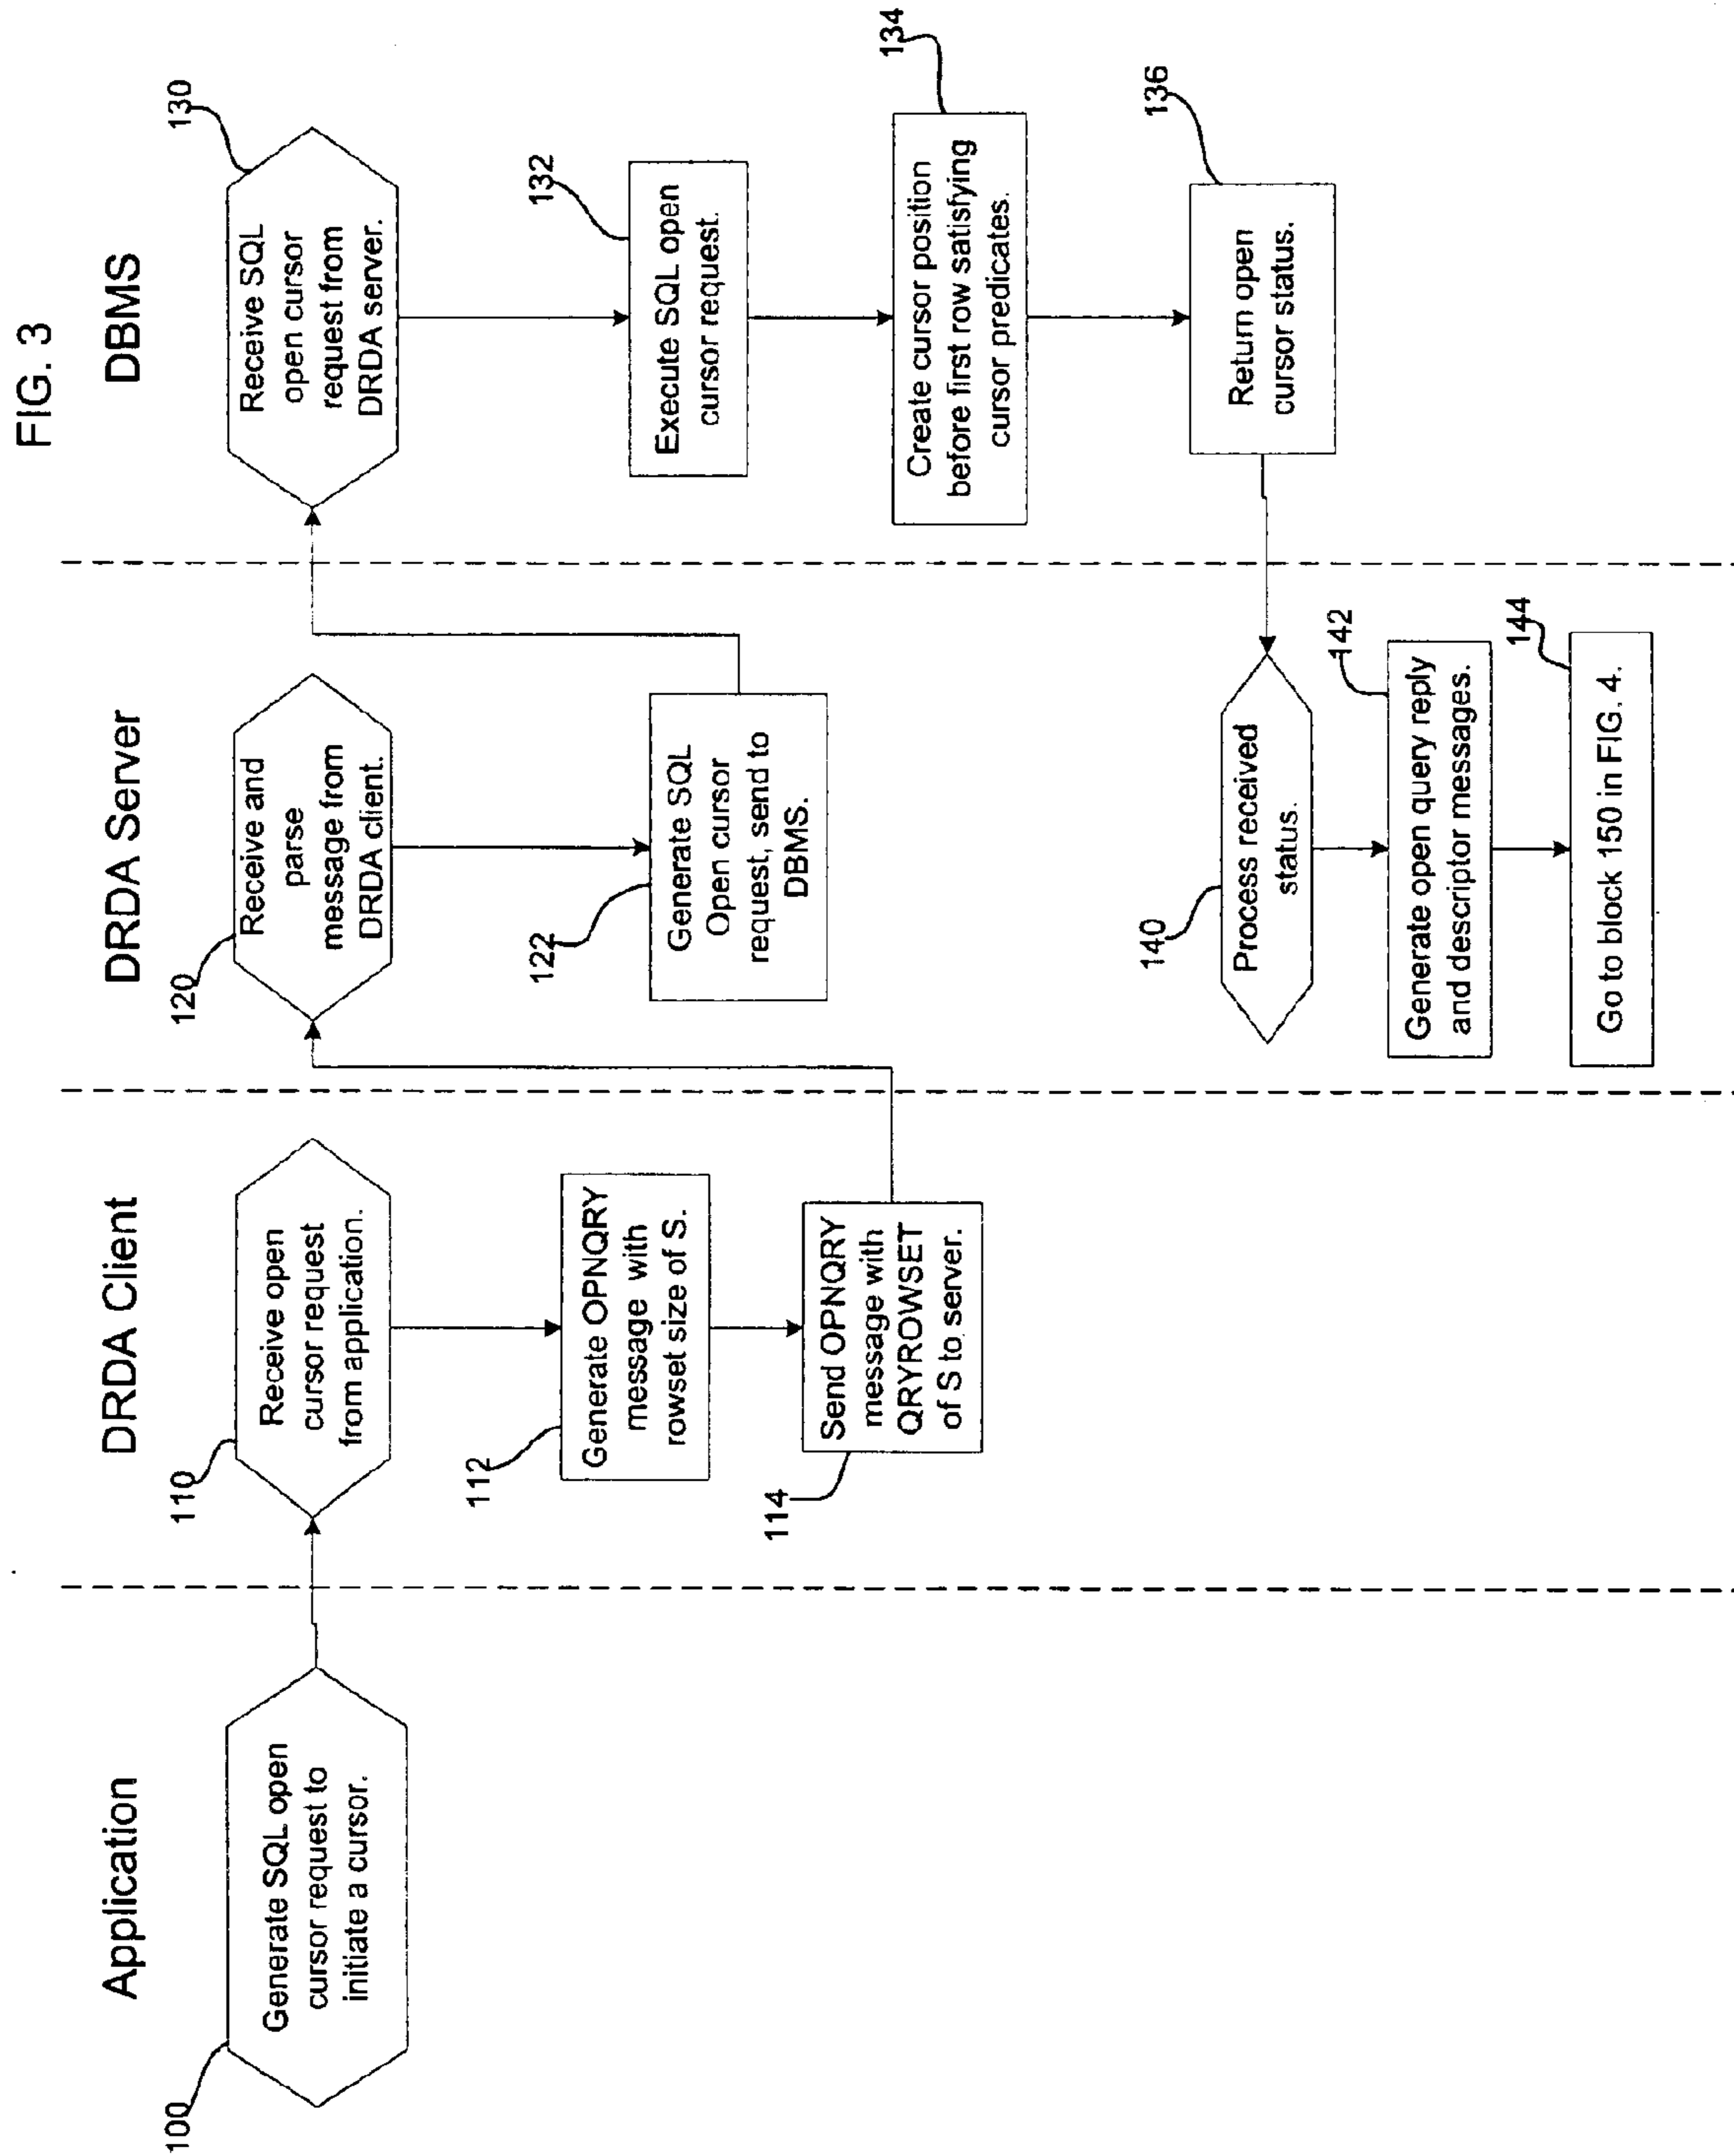 FIG. 3
Application
DRDA Client
DRDA Server
DBMS
100
Generate SQL open
cursor request to
initiate a cursor.
110
Receive open
cursor request
from application.
112
Generate OPNQRY
message with
rowset size of S.
114
Send OPNQRY
message with
QRYROWSET
of S to server.
120
Receive and
parse
message from
DRDA client.
122
Generate SQL
Open cursor
request, send to
DBMS.
130
Receive SQL
open cursor
request from
DRDA server.
132
Execute SQL open
cursor request.
134
Create cursor position
before first row satisfying
cursor predicates.
136
Return open
cursor status.
140
Process received
status.
142
Generate open query reply
and descriptor messages.
144
Go to block 150 in FIG. 4.